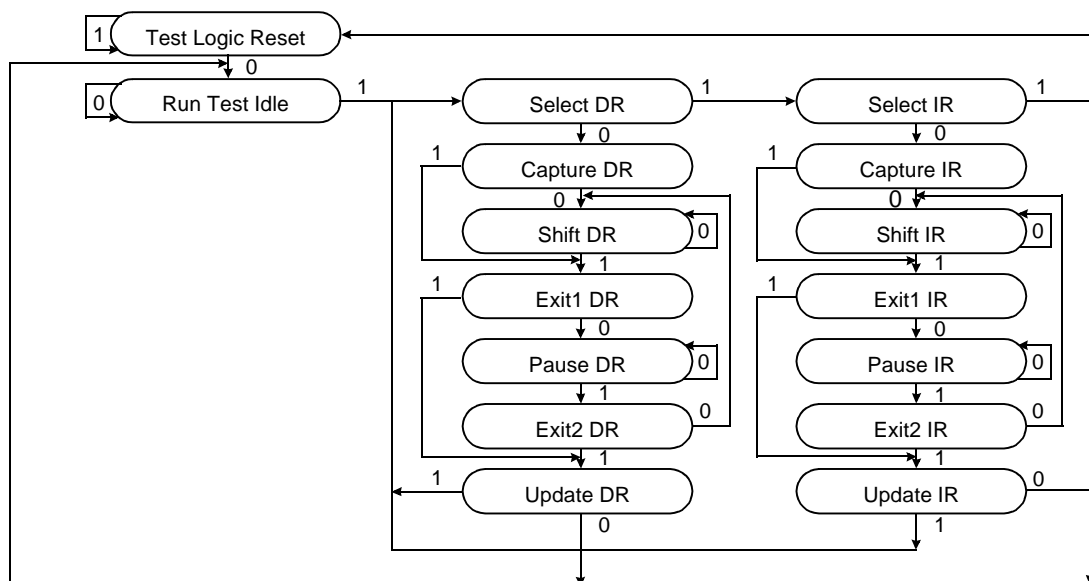 Test Logic Reset
1
0
Run Test Idle
0
1
Select DR
1
Select IR
1
0
0
1
Capture DR
1
Capture IR
0
0
Shift DR
0
Shift IR
0
1
1
1
Exit1 DR
1
Exit1 IR
0
0
Pause DR
0
Pause IR
0
1
1
Exit2 DR
0
Exit2 IR
0
1
1
1
Update DR
Update IR
0
0
1